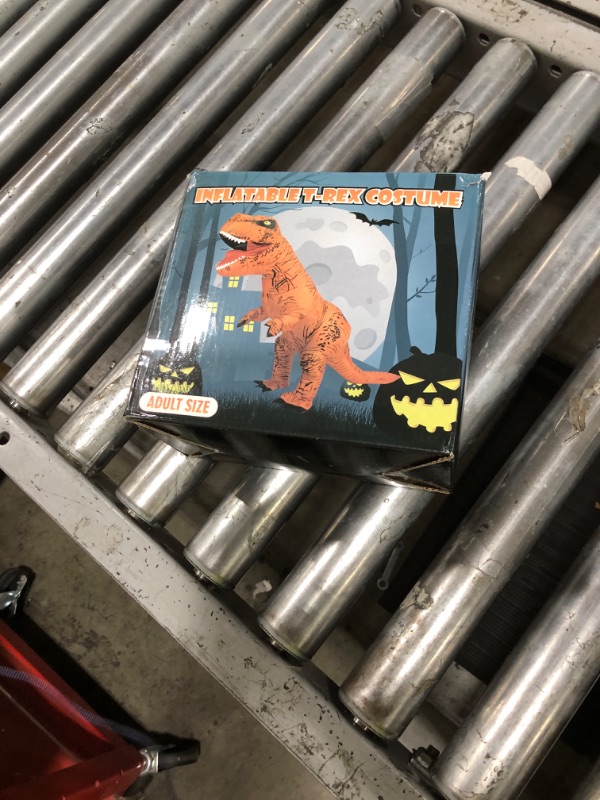 INFLATABLE T-REX COSTUME
ADULT SIZE